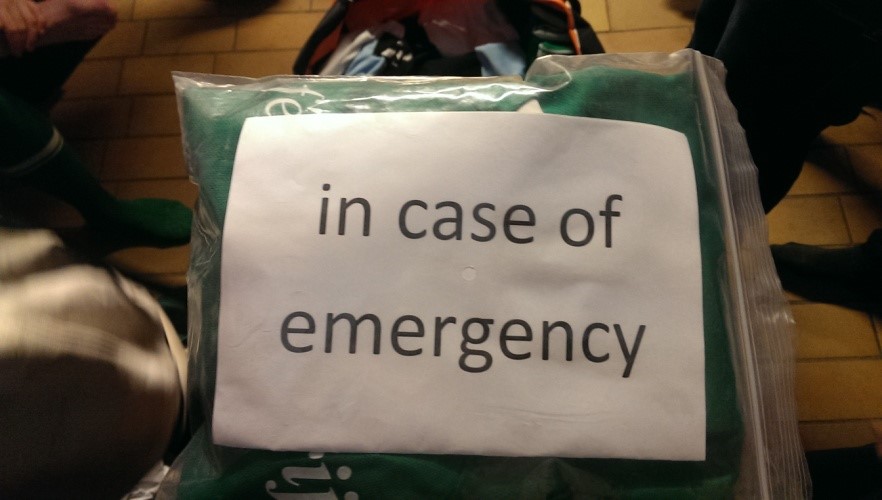 in case of
emergency